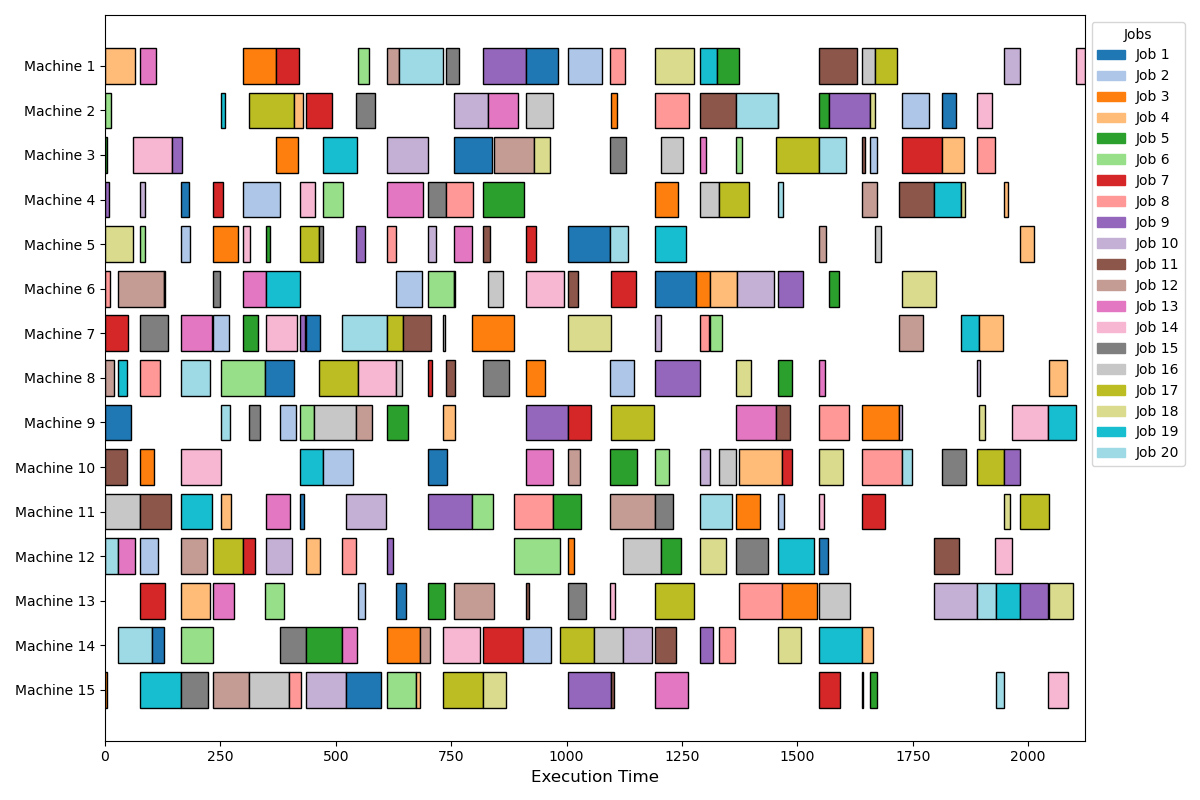 Machine 1
Machine 2
Machine 3
Machine 4
Machine 5
Machine 6
Machine 7
Machine 8
Machine 9
Machine 10
Machine 11
Machine 12
Machine 13
Machine 14
Machine 15
0 250 500 750 1000 1250 1500 1750 2000
Execution Time
Jobs
Job 1
Job 2
Job 3
Job 4
Job 5
Job 6
Job 7
Job 8
Job 9
Job 10
Job 11
Job 12
Job 13
Job 14
Job 15
Job 16
Job 17
Job 18
Job 19
Job 20